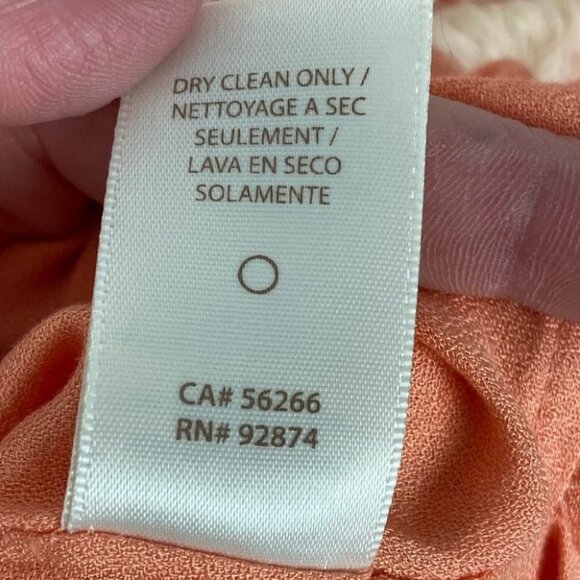 DRY CLEAN ONLY /
NETTOYAGE A SEC
SEULEMENT /
LAVA EN SECO
SOLAMENTE
CA# 56266
RN# 92874